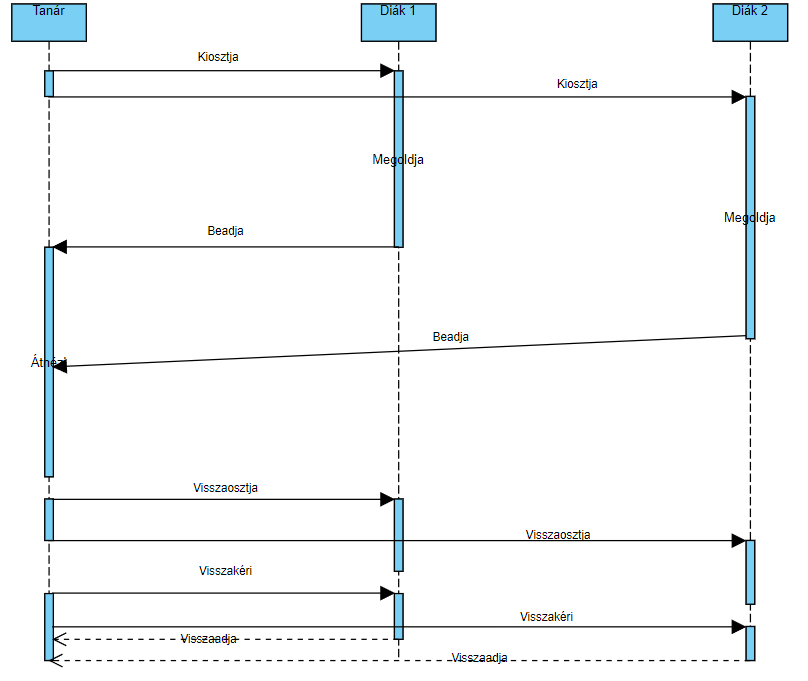 Tanár
Diák 1
Diák 2
Kiosztja
Kiosztja
Megoldja
Megoldja
Beadja
Beadja
Átnézi
Visszaosztja
Visszaosztja
Visszakéri
Visszakéri
Visszaadja
Visszaadja